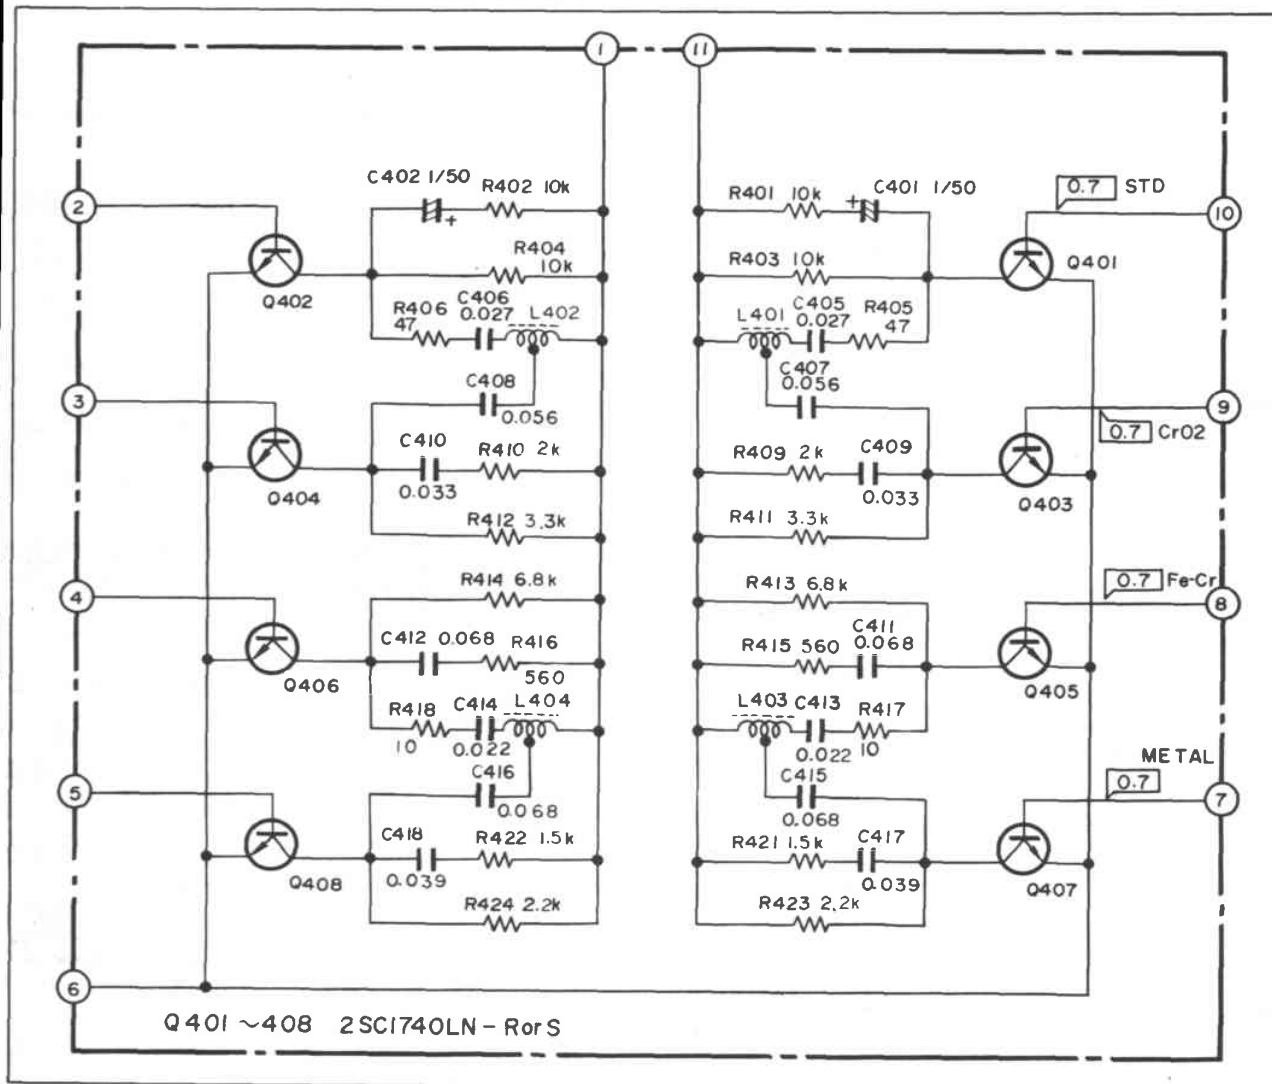 1
11
C402 1/50
R402 10k
R401 10k
C401 1/50
0.7 STD
2
10
+
+
R404
10k
R403 10k
Q401
Q402
R406
47
C406
0.027
L402
L401
C405
0.027
R405
47
C408
0.056
C407
0.056
3
9
0.7 CrO2
C410
0.033
R410 2k
R409 2k
C409
0.033
Q404
Q403
R412 3.3k
R411 3.3k
4
8
0.7 Fe-Cr
R414 6.8k
R413 6.8k
C412 0.068
R416
560
R415 560
C411
0.068
Q406
Q405
R418
10
C414
0.022
L404
L403
C413
0.022
R417
10
C416
0.068
C415
0.068
METAL
0.7
5
7
C418
0.039
R422 1.5k
R421 1.5k
C417
0.039
Q408
Q407
R424 2.2k
R423 2.2k
6
Q401~408 2SC1740LN-RorS